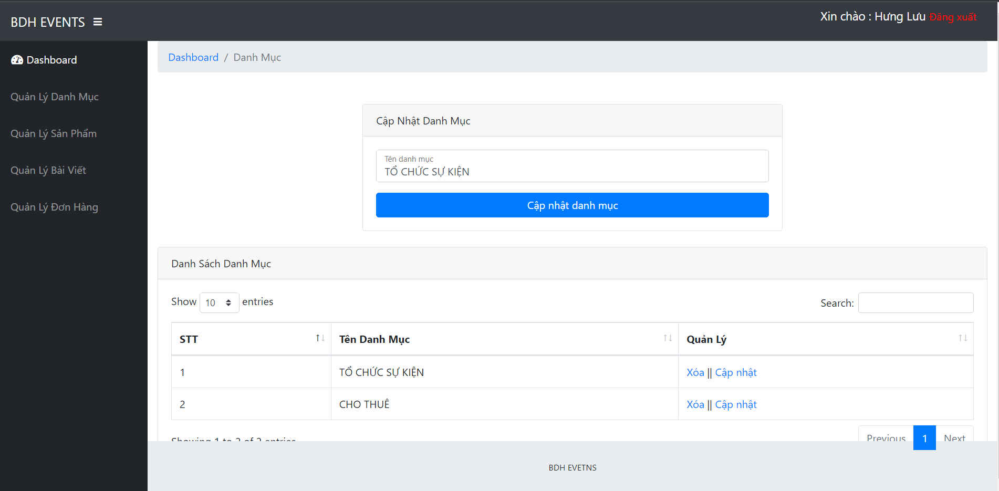 BDH EVENTS
Xin chào : Hưng Lưu Đăng xuất
Dashboard
Quản Lý Danh Mục
Quản Lý Sản Phẩm
Quản Lý Bài Viết
Quản Lý Đơn Hàng
Dashboard / Danh Mục
Cập Nhật Danh Mục
Tên danh mục
TỔ CHỨC SỰ KIỆN
Cập nhật danh mục
Danh Sách Danh Mục
Show 10 entries
Search:
STT Tên Danh Mục Quản Lý
1 TỔ CHỨC SỰ KIỆN Xóa || Cập nhật
2 CHO THUÊ Xóa || Cập nhật
Showing 1 to 2 of 2 entries
Previous 1 Next
BDH EVETNS